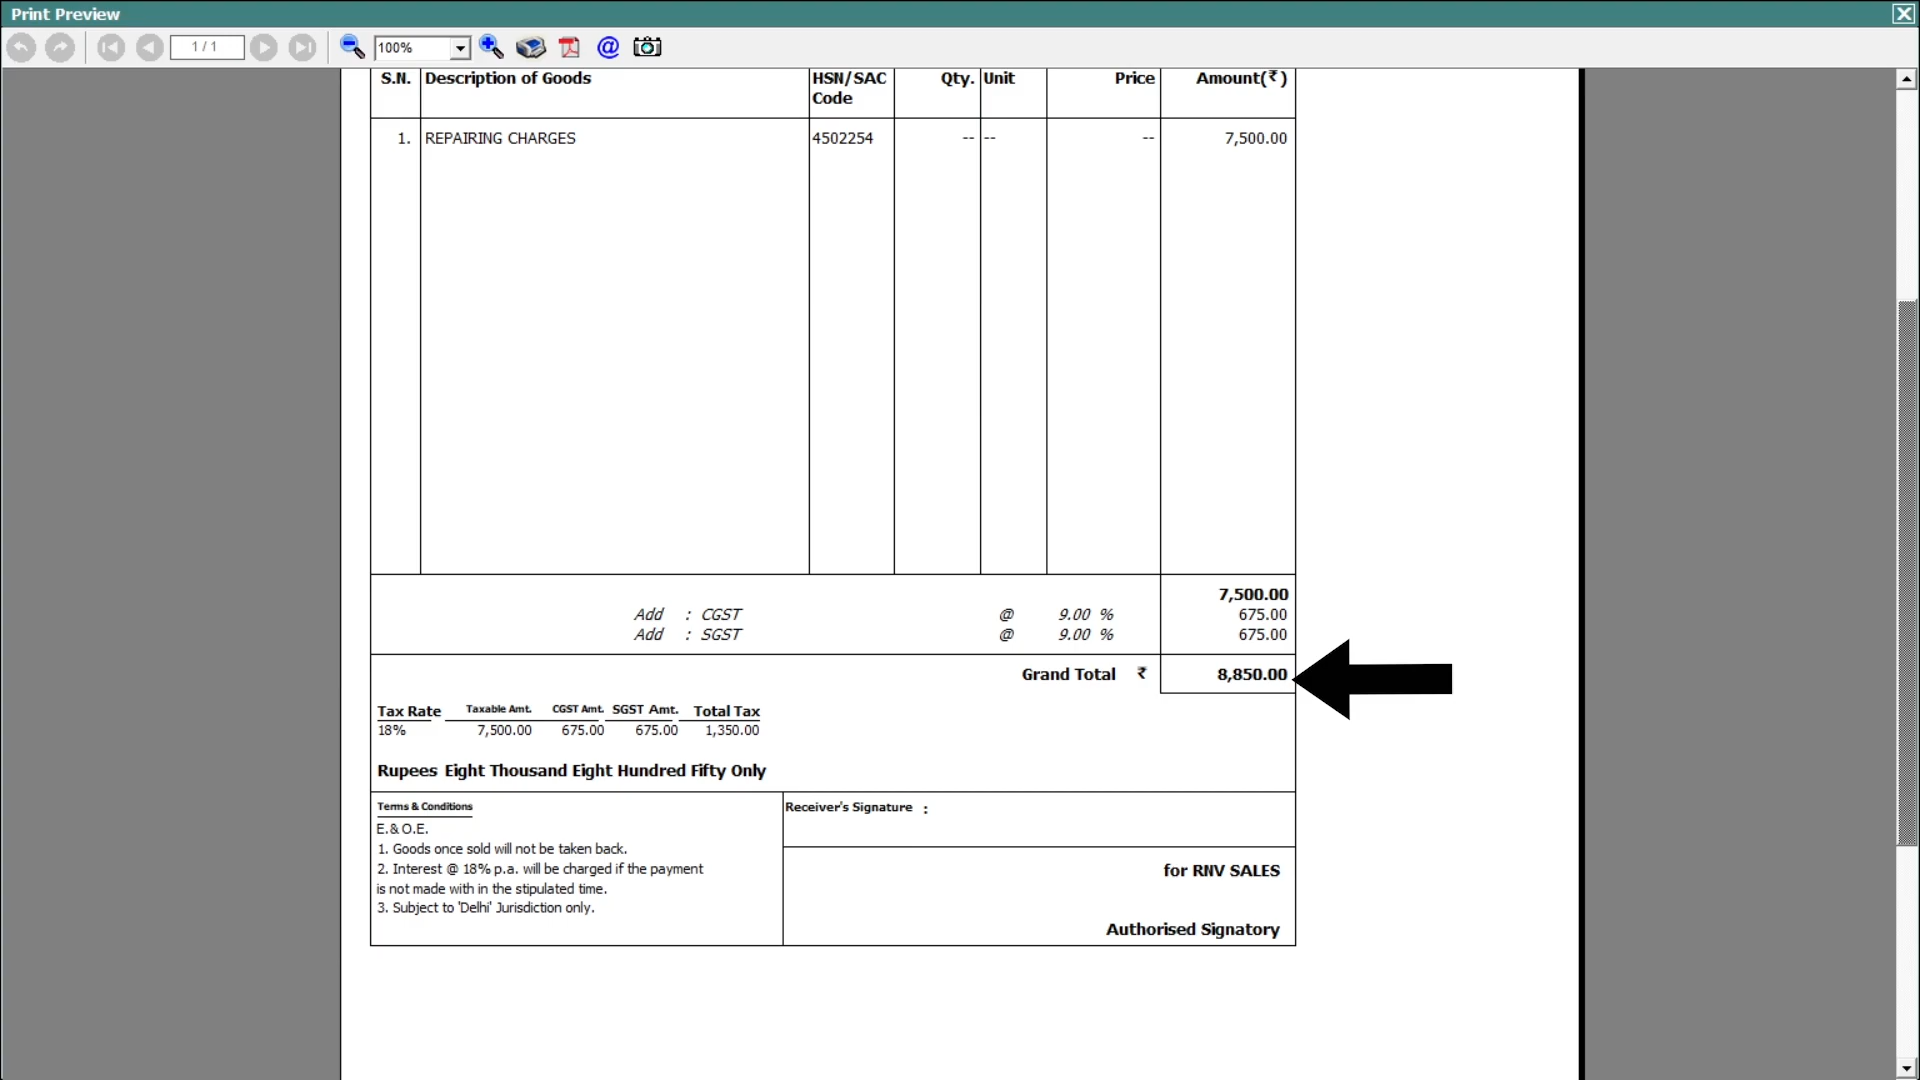 Print Preview
1 / 1
100%
S.N. Description of Goods HSN/SAC Code Qty. Unit Price Amount(₹ )
1. REPAIRING CHARGES 4502254 -- -- -- 7,500.00
7,500.00
Add : CGST @ 9.00 % 675.00
Add : SGST @ 9.00 % 675.00
Grand Total ₹ 8,850.00
Tax Rate Taxable Amt. CGST Amt. SGST Amt. Total Tax
18% 7,500.00 675.00 675.00 1,350.00
Rupees Eight Thousand Eight Hundred Fifty Only
Terms & Conditions
E.& O.E.
1. Goods once sold will not be taken back.
2. Interest @ 18% p.a. will be charged if the payment
is not made with in the stipulated time.
3. Subject to 'Delhi' Jurisdiction only.
Receiver's Signature :
for RNV SALES
Authorised Signatory